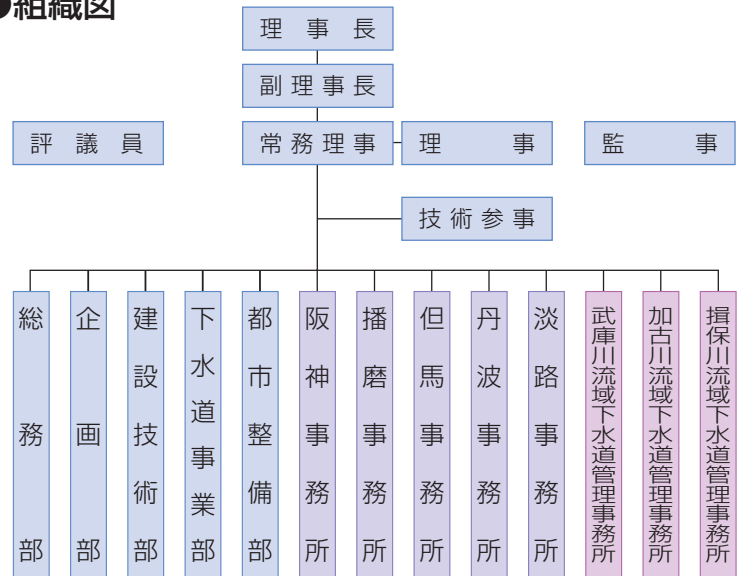 ●組織図
理事長
副理事長
評議員
常務理事
理事
監事
技術参事
総務部
企画部
建設技術部
下水道事業部
都市整備部
阪神事務所
播磨事務所
但馬事務所
丹波事務所
淡路事務所
武庫川流域下水道管理事務所
加古川流域下水道管理事務所
揖保川流域下水道管理事務所